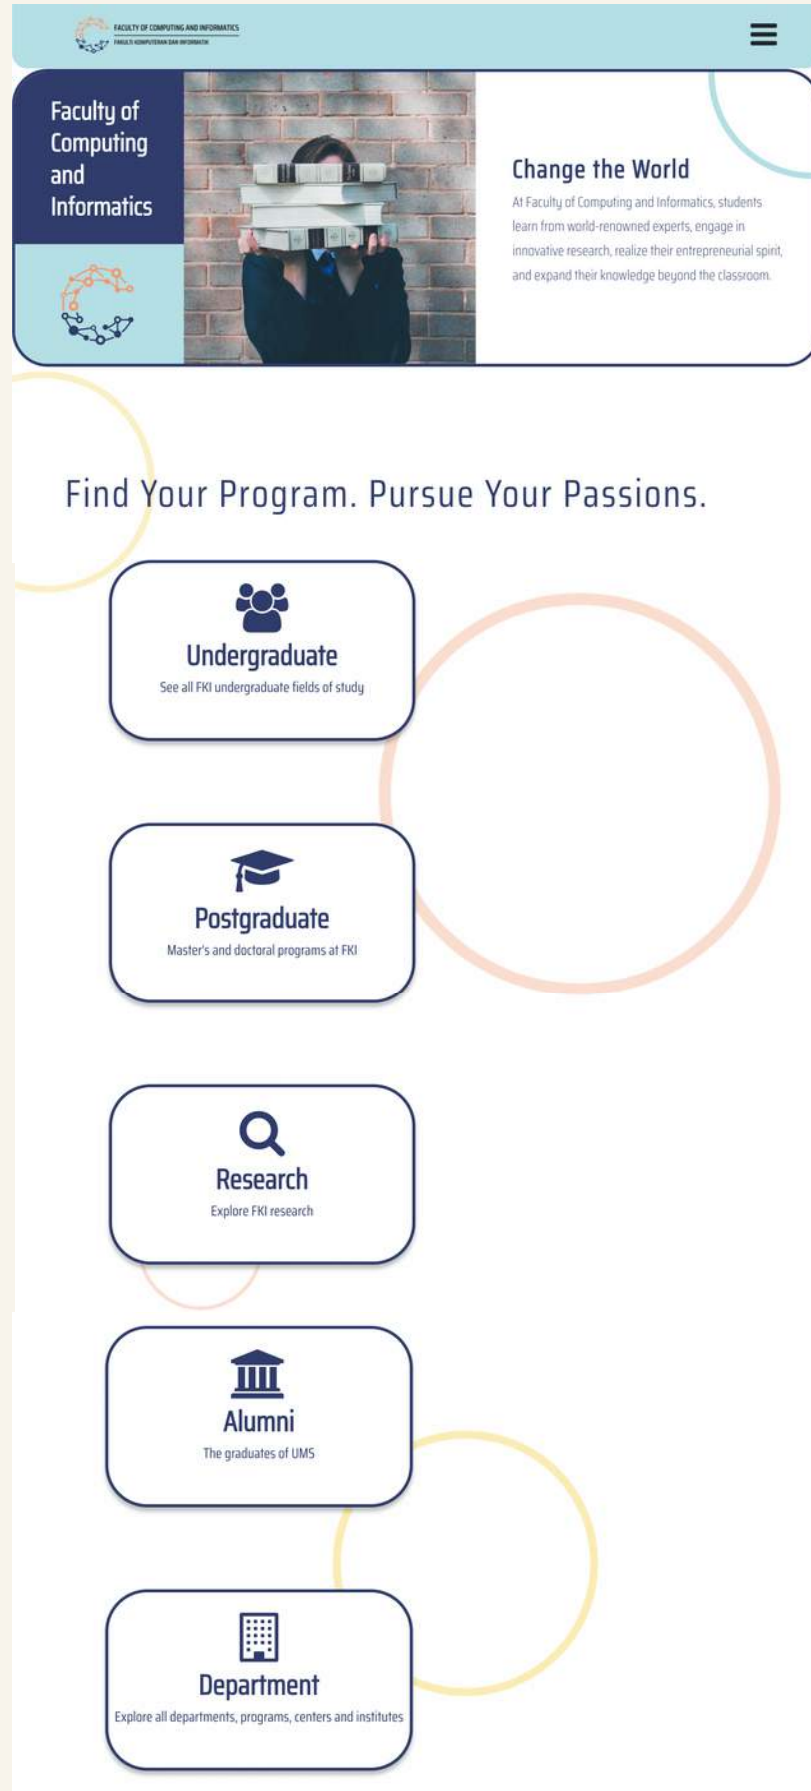 FACULTY OF COMPUTING AND INFORMATICS
FAKULTI KOMPUTERAN DAN INFORMATIK
Faculty of
Computing
and
Informatics
Change the World
At Faculty of Computing and Informatics, students
learn from world-renowned experts, engage in
innovative research, realize their entrepreneurial spirit,
and expand their knowledge beyond the classroom.
Find Your Program. Pursue Your Passions.
Undergraduate
See all FKI undergraduate fields of study
Postgraduate
Master's and doctoral programs at FKI
Research
Explore FKI research
Alumni
The graduates of UMS
Department
Explore all departments, programs, centers and institutes